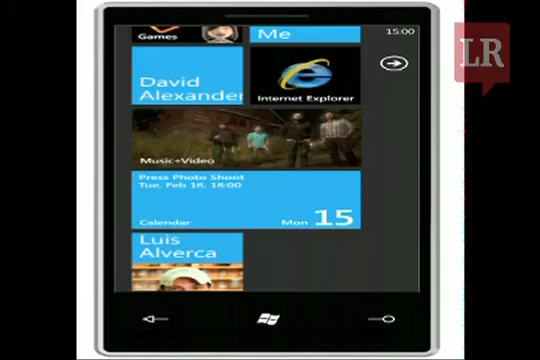 15:00
LR
Games
Me
David
Alexander
Internet Explorer
Music+Video
Press Photo Shoot
Tue, Feb 16, 16:00
Calendar
Mon 15
Luis
Alverca